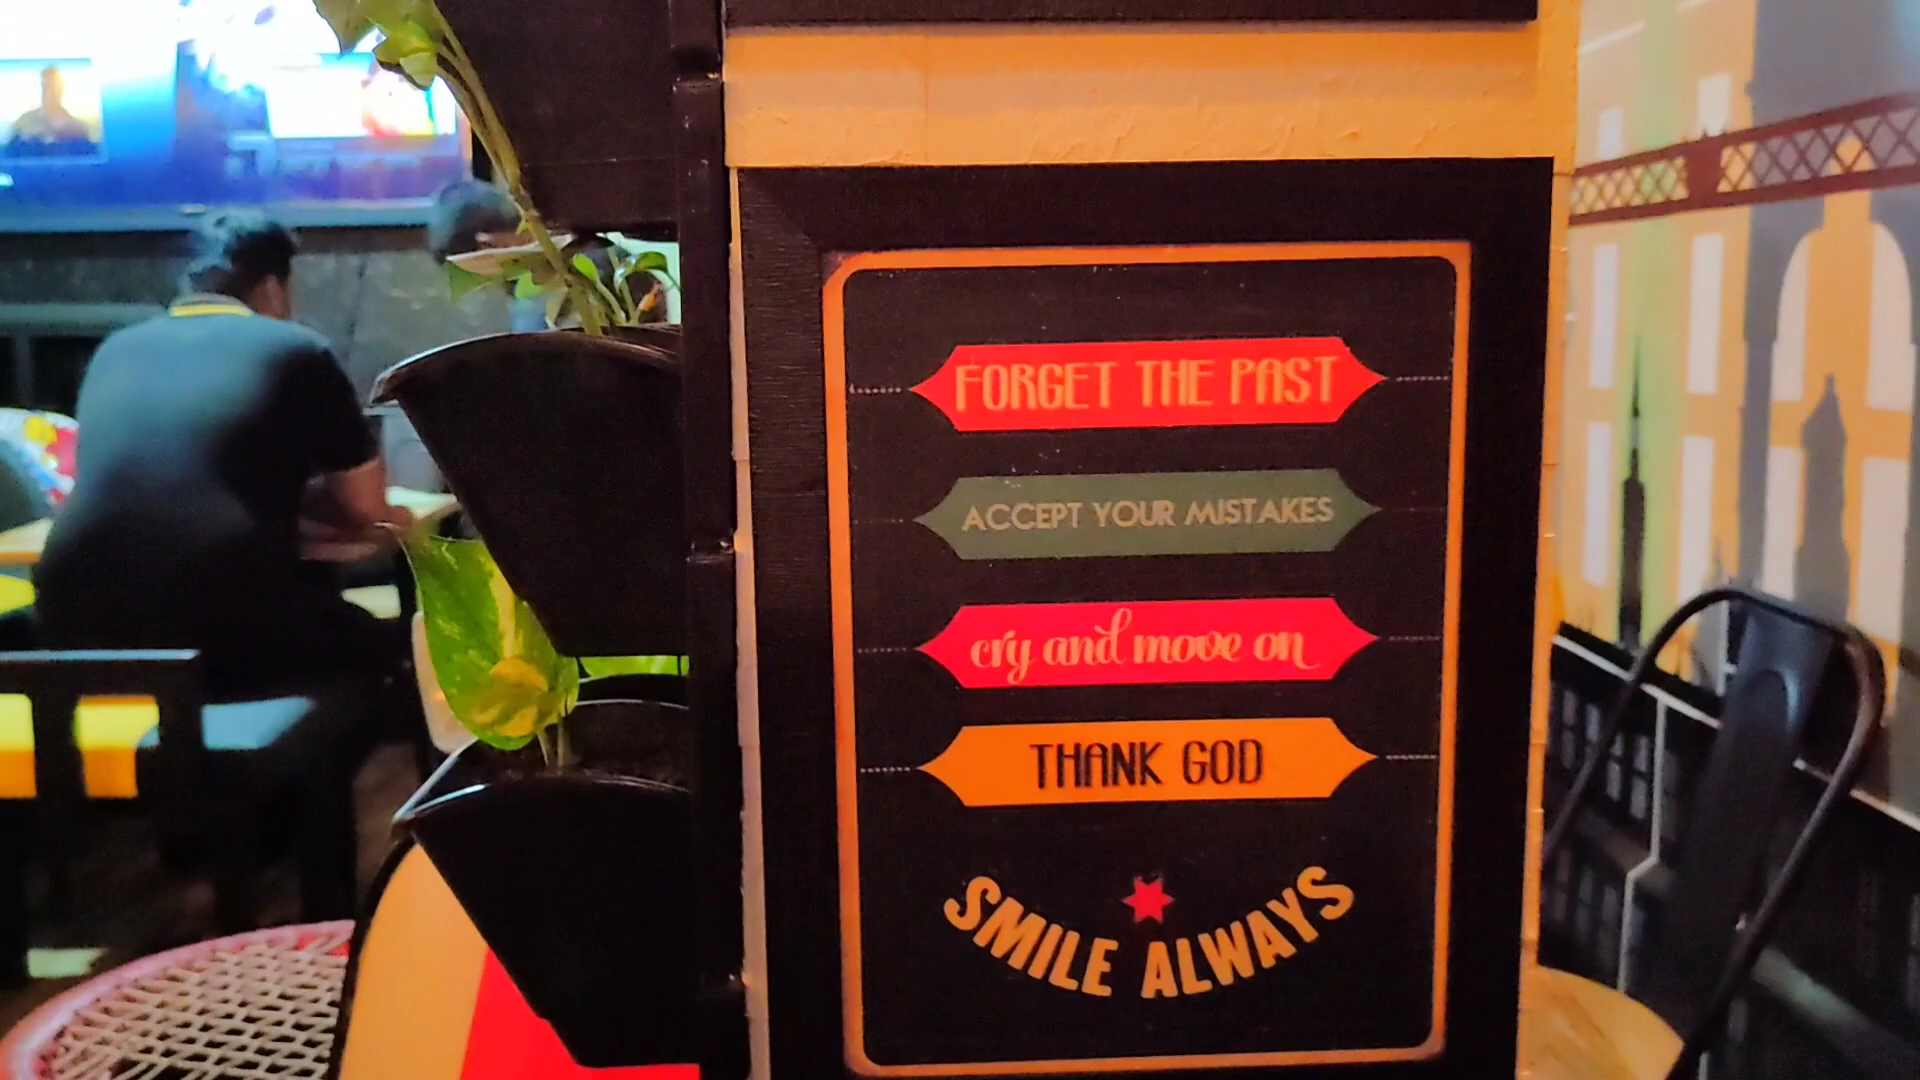 FORGET THE PAST
ACCEPT YOUR MISTAKES
cry and move on
THANK GOD
SMILE ALWAYS